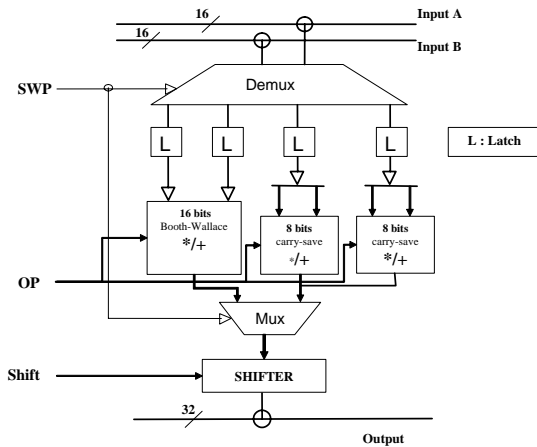 16
Input A
16
Input B
SWP
Demux
L
L
L
L
L : Latch
16 bits
Booth-Wallace
*/+
8 bits
carry-save
*/+
8 bits
carry-save
*/+
OP
Mux
Shift
SHIFTER
32
Output